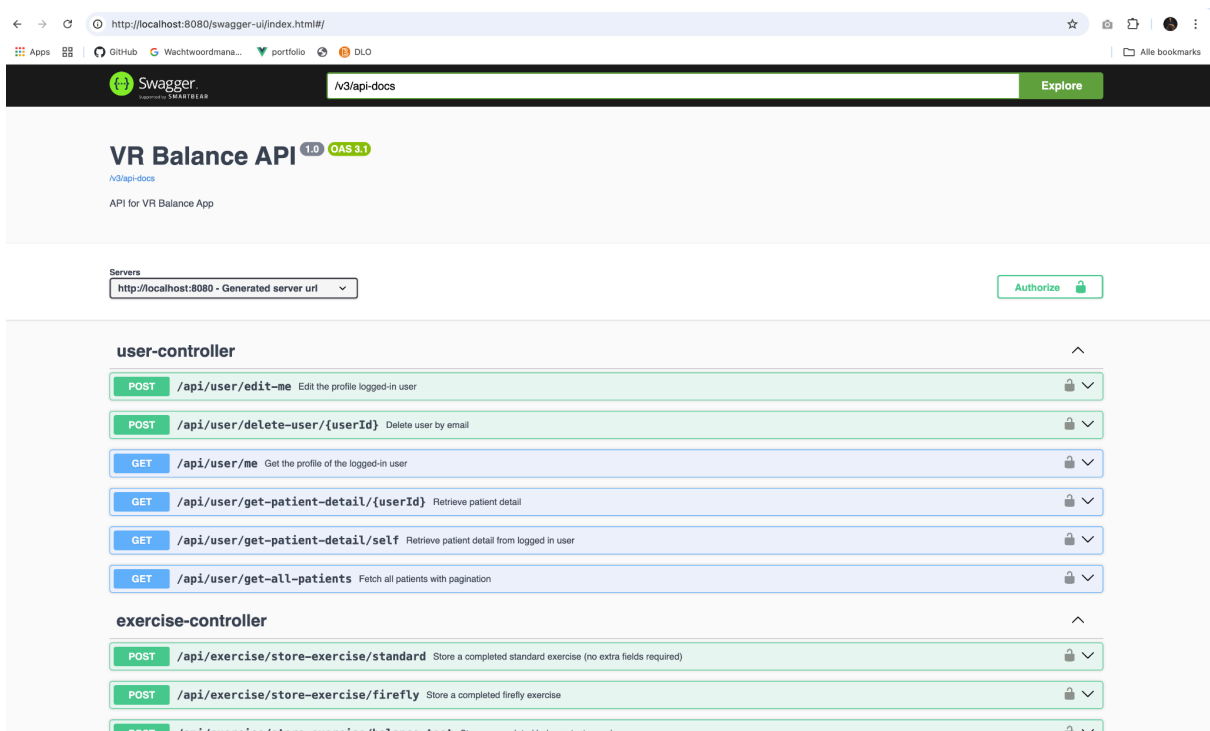 http://localhost:8080/swagger-ui/index.html#/
Apps GitHub Wachtwoordmana... portfolio DLO Alle bookmarks
Swagger. /v3/api-docs Explore
Supported by SMARTBEAR
VR Balance API 1.0 OAS 3.1
/v3/api-docs
API for VR Balance App
Servers
http://localhost:8080 - Generated server url Authorize
user-controller
POST /api/user/edit-me Edit the profile logged-in user
POST /api/user/delete-user/{userId} Delete user by email
GET /api/user/me Get the profile of the logged-in user
GET /api/user/get-patient-detail/{userId} Retrieve patient detail
GET /api/user/get-patient-detail/self Retrieve patient detail from logged in user
GET /api/user/get-all-patients Fetch all patients with pagination
exercise-controller
POST /api/exercise/store-exercise/standard Store a completed standard exercise (no extra fields required)
POST /api/exercise/store-exercise/firefly Store a completed firefly exercise